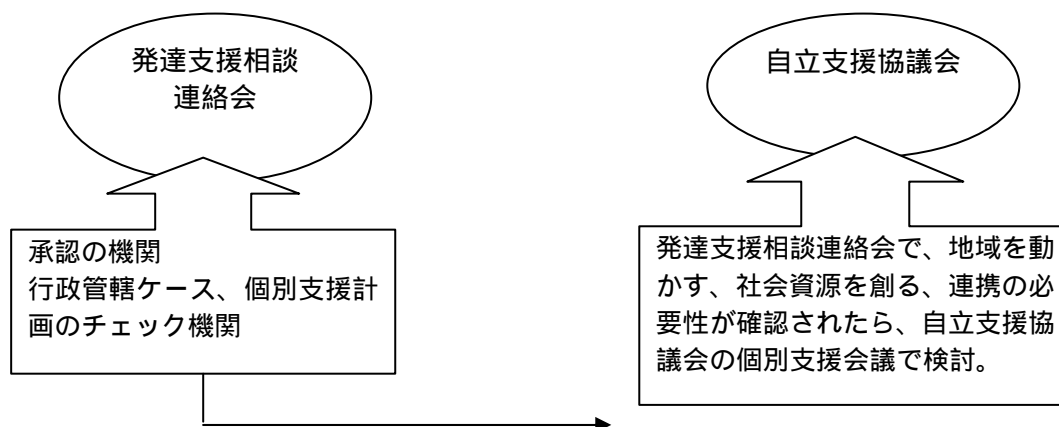 発達支援相談
連絡会
承認の機関
行政管轄ケース、個別支援計
画のチェック機関
自立支援協議会
発達支援相談連絡会で、地域を動
かす、社会資源を創る、連携の必
要性が確認されたら、自立支援協
議会の個別支援会議で検討。